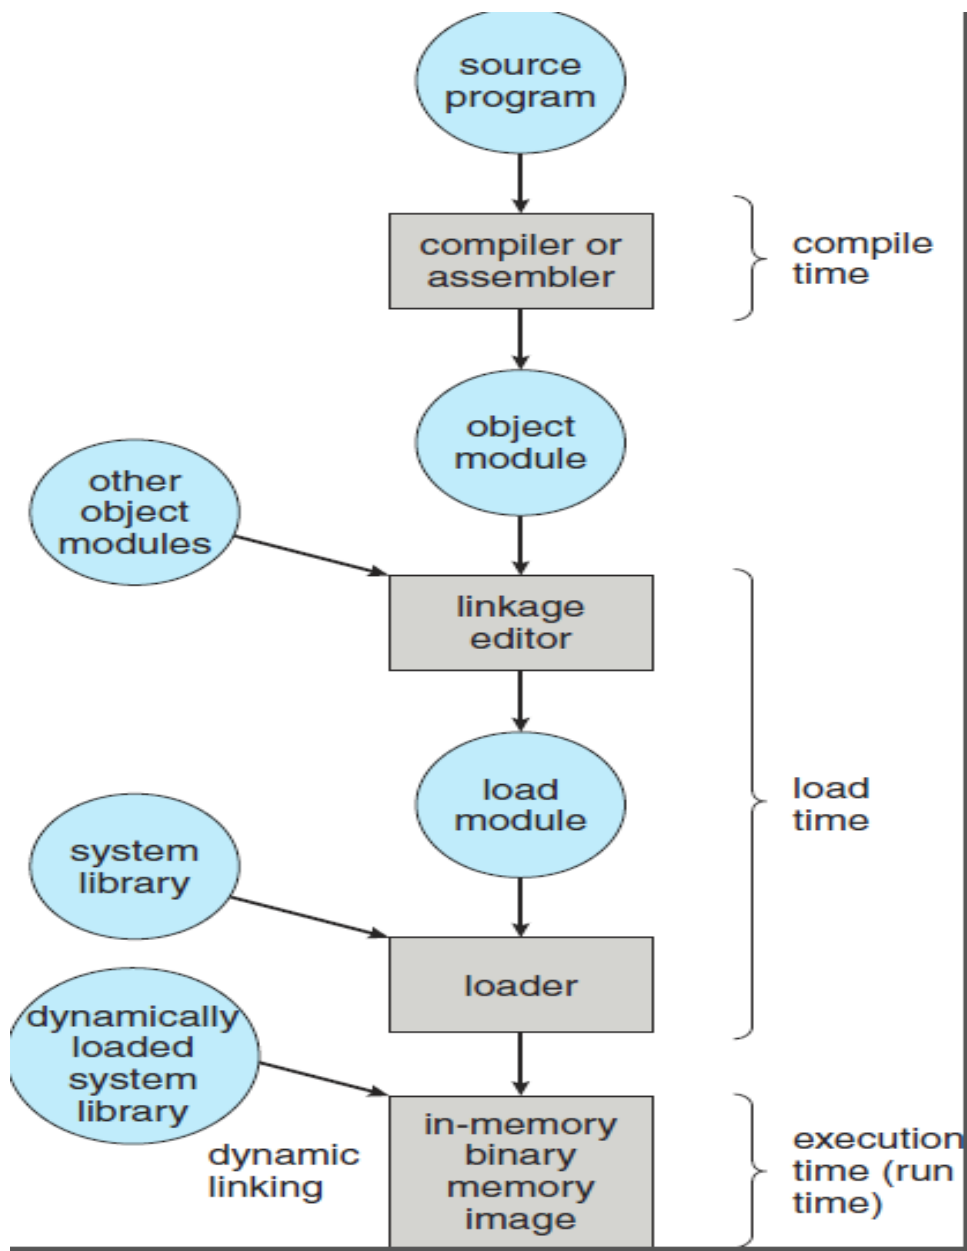 source
program
compiler or
assembler
compile
time
object
module
other
object
modules
linkage
editor
load
module
load
time
system
library
loader
dynamically
loaded
system
library
dynamic
linking
in-memory
binary
memory
image
execution
time (run
time)